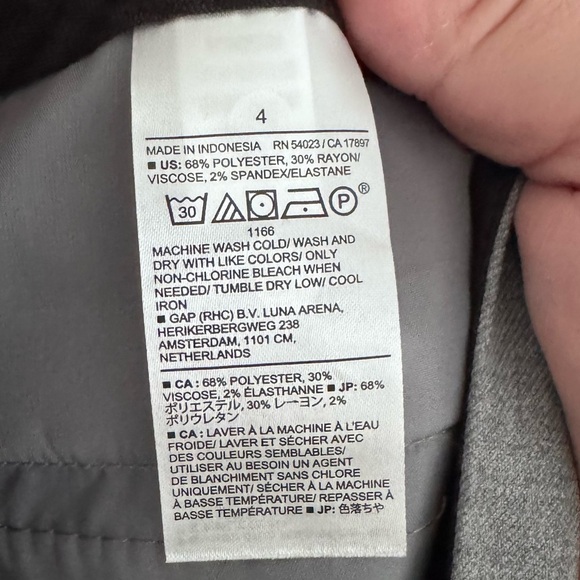 4
MADE IN INDONESIA RN 54023 / CA 17897
■ US: 68% POLYESTER, 30% RAYON/
VISCOSE, 2% SPANDEX/ELASTANE
30 P ®
1166
MACHINE WASH COLD/ WASH AND
DRY WITH LIKE COLORS/ ONLY
NON-CHLORINE BLEACH WHEN
NEEDED/ TUMBLE DRY LOW/ COOL
IRON
■ GAP (RHC) B.V. LUNA ARENA,
HERIKERBERGWEG 238
AMSTERDAM, 1101 CM,
NETHERLANDS
■ CA : 68% POLYESTER, 30%
VISCOSE, 2% ÉLASTHANNE ■ JP: 68%
ポリエステル, 30% レーヨン, 2%
ポリウレタン
■ CA : LAVER À LA MACHINE À L'EAU
FROIDE/ LAVER ET SÉCHER AVEC
DES COULEURS SEMBLABLES/
UTILISER AU BESOIN UN AGENT
DE BLANCHIMENT SANS CHLORE
UNIQUEMENT/ SÉCHER À LA MACHINE
À BASSE TEMPÉRATURE/ REPASSER À
BASSE TEMPÉRATURE ■ JP: 色落ちや